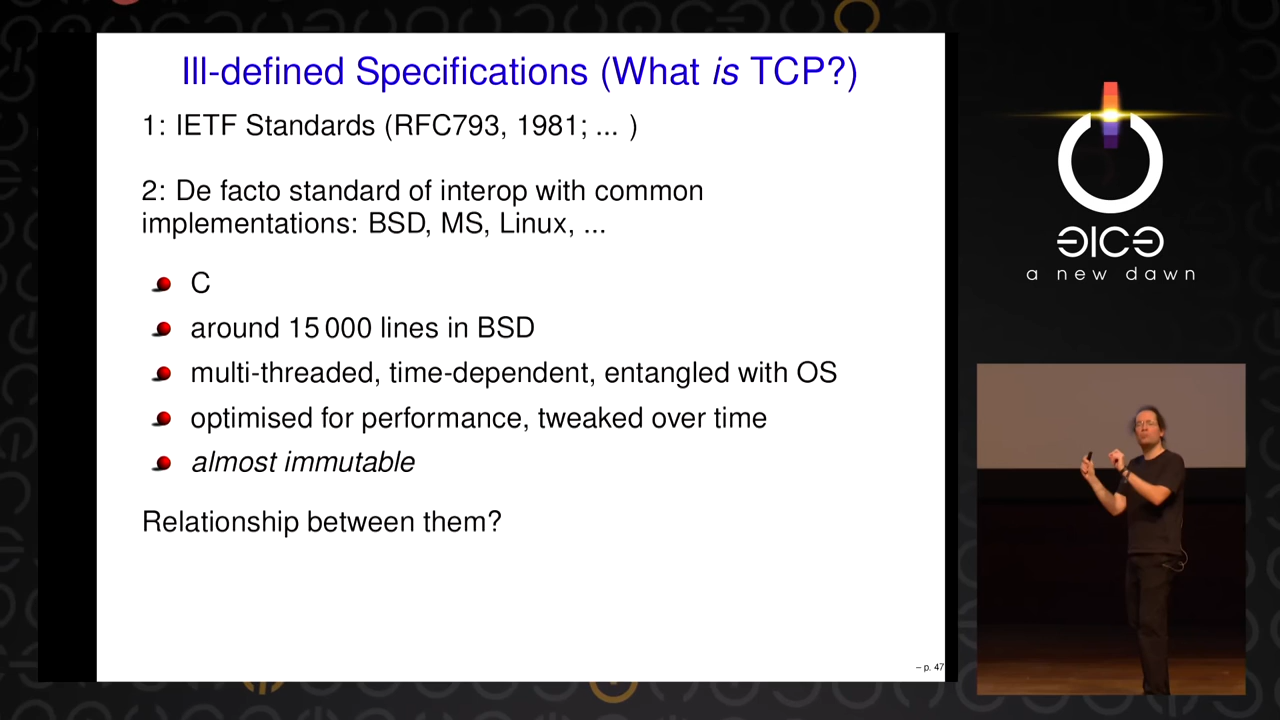 Ill-defined Specifications (What is TCP?)
1: IETF Standards (RFC793, 1981; ... )
2: De facto standard of interop with common
implementations: BSD, MS, Linux, ...
C
around 15 000 lines in BSD
multi-threaded, time-dependent, entangled with OS
optimised for performance, tweaked over time
almost immutable
Relationship between them?
– p. 47
a new dawn